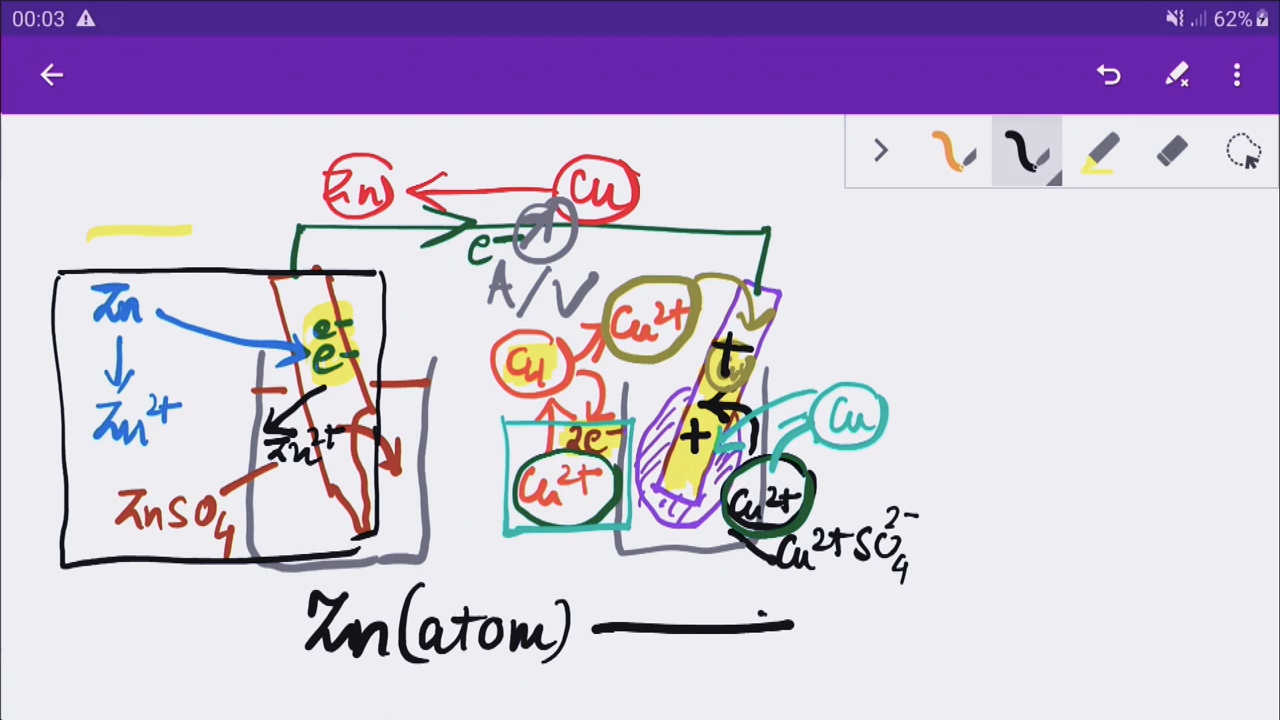 00:03
62%
Zn
Cu
e-
A/V
Zn
e-
e-
Cu2+
+
Cu
Zn2+
Cu
2e-
+
Zn2+
ZnSO4
Cu2+
Cu2+
Cu2+SO42-
Zn(atom)